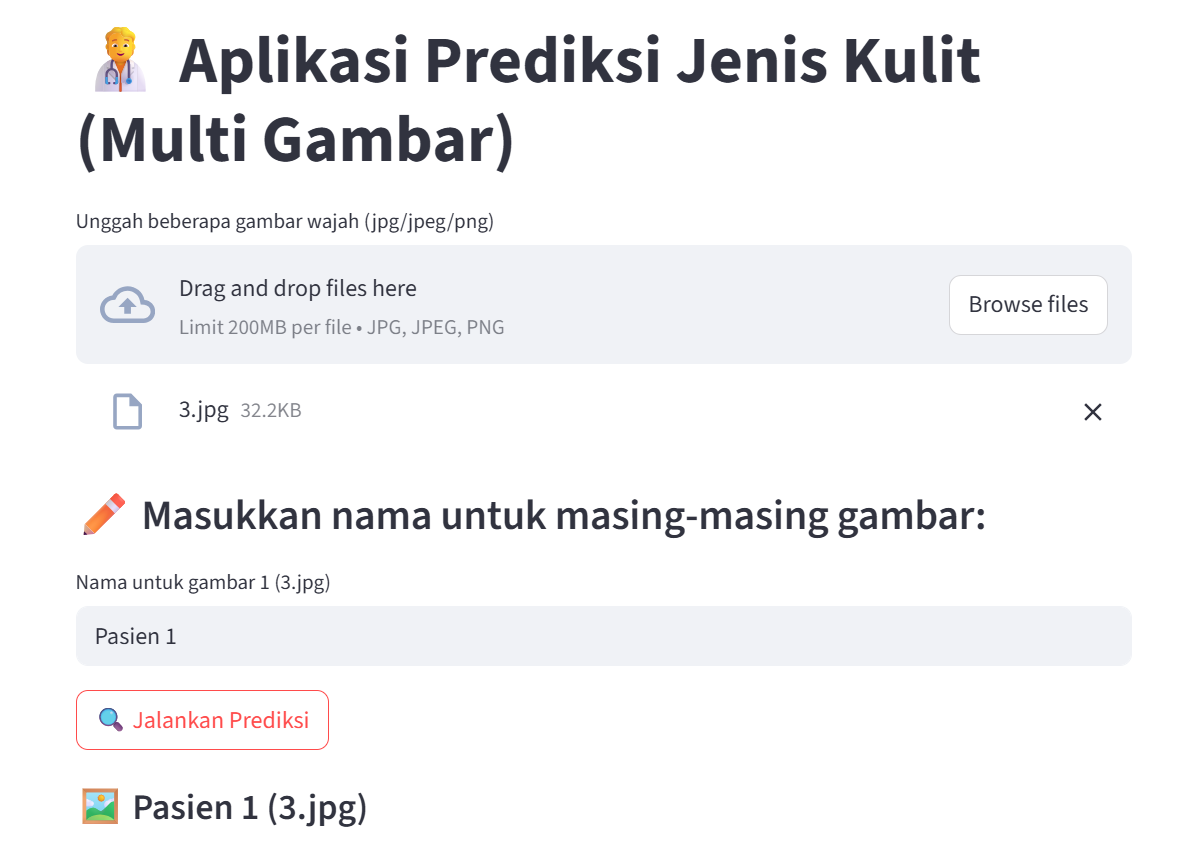 Aplikasi Prediksi Jenis Kulit
(Multi Gambar)
Unggah beberapa gambar wajah (jpg/jpeg/png)
Drag and drop files here
Limit 200MB per file • JPG, JPEG, PNG
Browse files
3.jpg 32.2KB
Masukkan nama untuk masing-masing gambar:
Nama untuk gambar 1 (3.jpg)
Pasien 1
Jalankan Prediksi
Pasien 1 (3.jpg)